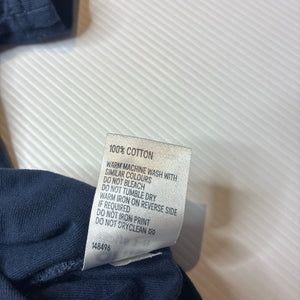 100% COTTON
WARM MACHINE WASH WITH
SIMILAR COLOURS
DO NOT BLEACH
DO NOT TUMBLE DRY
WARM IRON ON REVERSE SIDE
IF REQUIRED
DO NOT IRON PRINT
DO NOT DRYCLEAN
148496